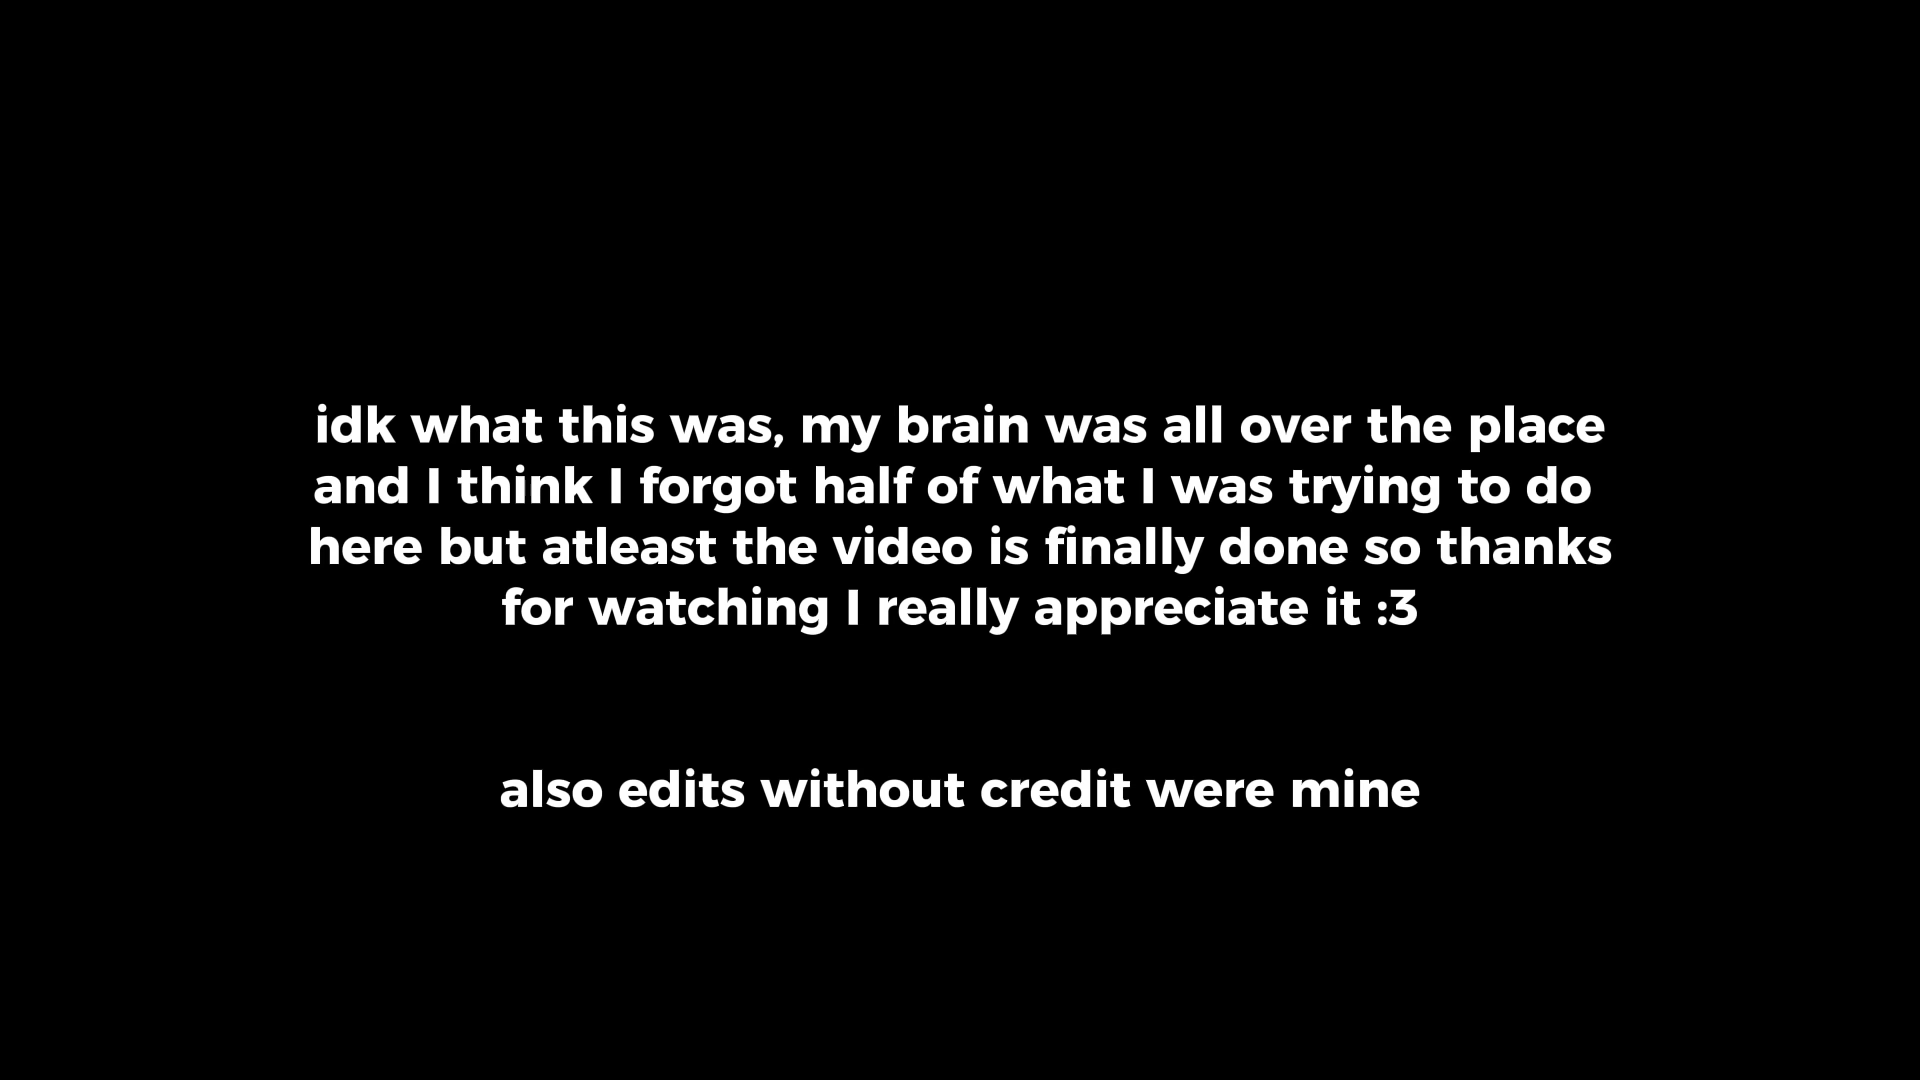 idk what this was, my brain was all over the place
and I think I forgot half of what I was trying to do
here but atleast the video is finally done so thanks
for watching I really appreciate it :3
also edits without credit were mine